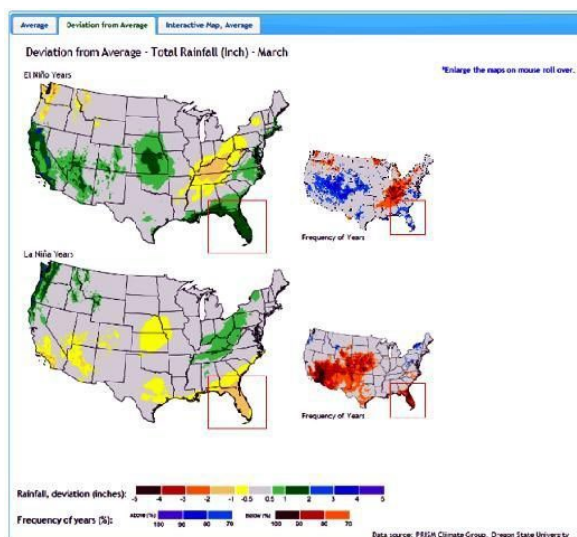 Average Deviation from Average Interactive Map, Average
Deviation from Average - Total Rainfall (inch) - March
El Niño Years
*Enlarge the maps on mouse roll over.
Frequency of Years
La Niña Years
Frequency of Years
Rainfall, deviation (inches):
-5 -4 -3 -2 -1 -0.5 0.5 1 2 3 4 5
Frequency of years (%):
ABOVE (%) BELOW (%)
100 90 80 70 100 90 80 70
Data source: PRISM Climate Group, Oregon State University